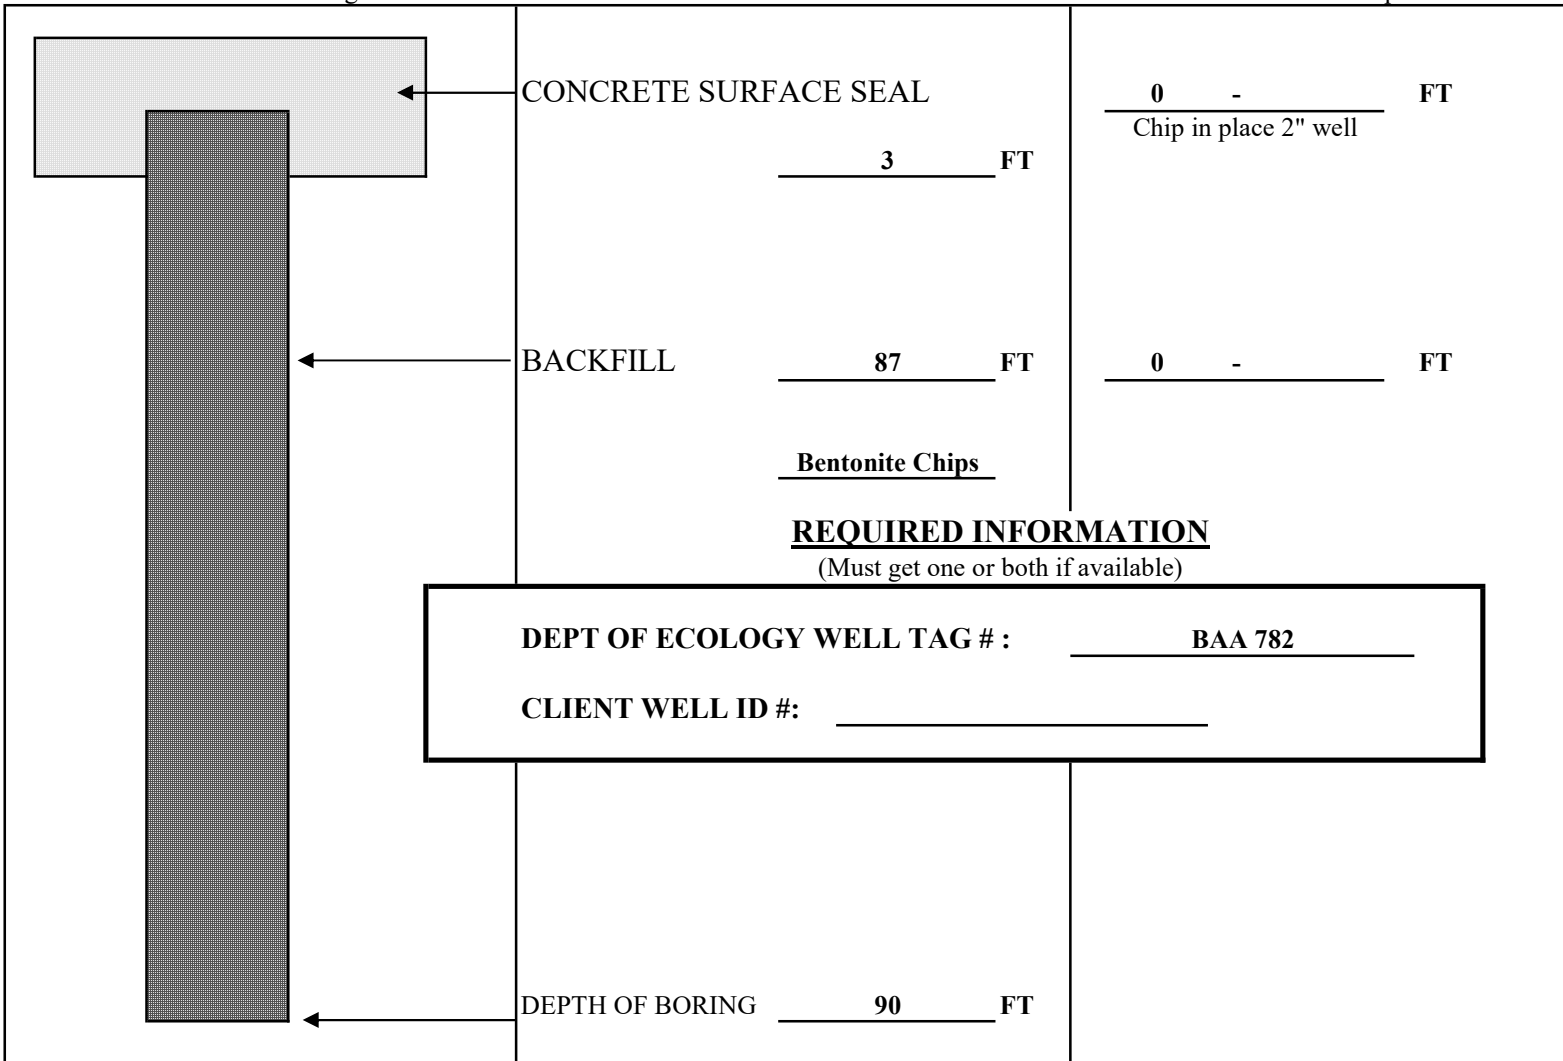 CONCRETE SURFACE SEAL 0 - FT
Chip in place 2" well
3 FT
BACKFILL 87 FT 0 - FT
Bentonite Chips
REQUIRED INFORMATION
(Must get one or both if available)
DEPT OF ECOLOGY WELL TAG # : BAA 782
CLIENT WELL ID #:
DEPTH OF BORING 90 FT